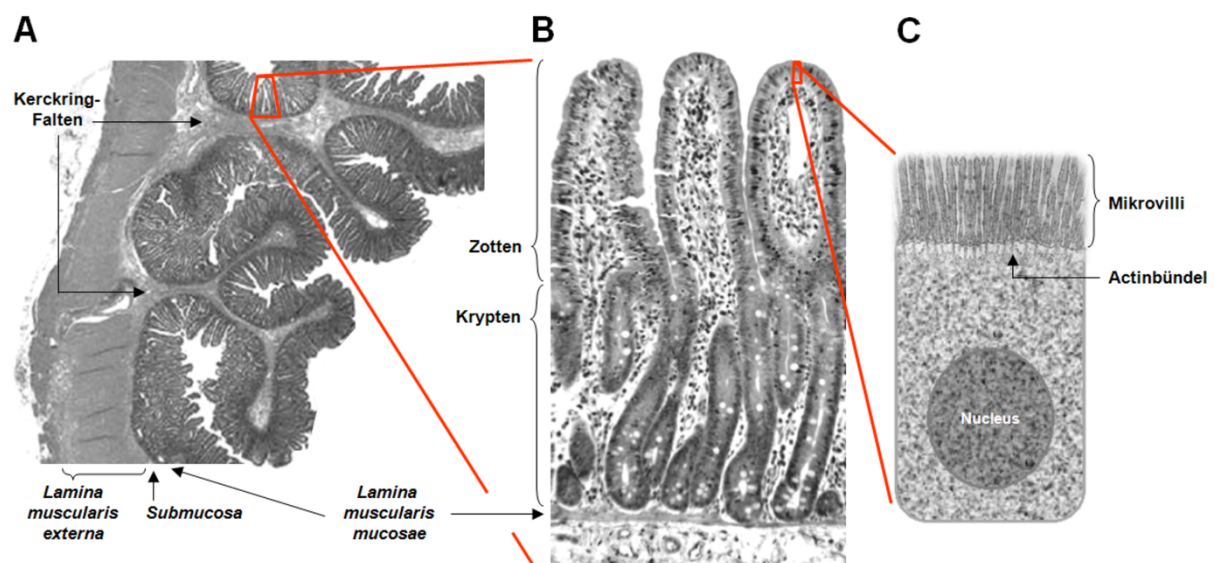 A
B
C
Kerckring-
Falten
Zotten
Krypten
Mikrovilli
Actinbündel
Nucleus
Lamina
muscularis
externa
Submucosa
Lamina
muscularis
mucosae